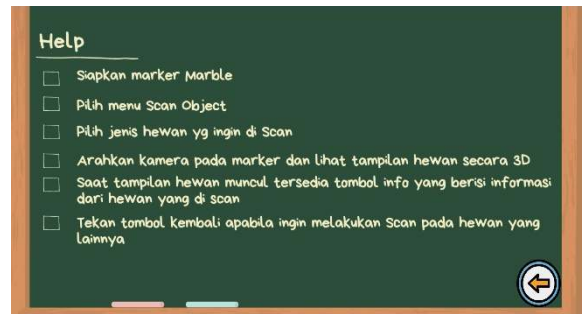 Help
Siapkan marker Marble
Pilih menu Scan Object
Pilih jenis hewan yg ingin di Scan
Arahkan kamera pada marker dan lihat tampilan hewan secara 3D
Saat tampilan hewan muncul tersedia tombol info yang berisi informasi
dari hewan yang di scan
Tekan tombol kembali apabila ingin melakukan Scan pada hewan yang
lainnya